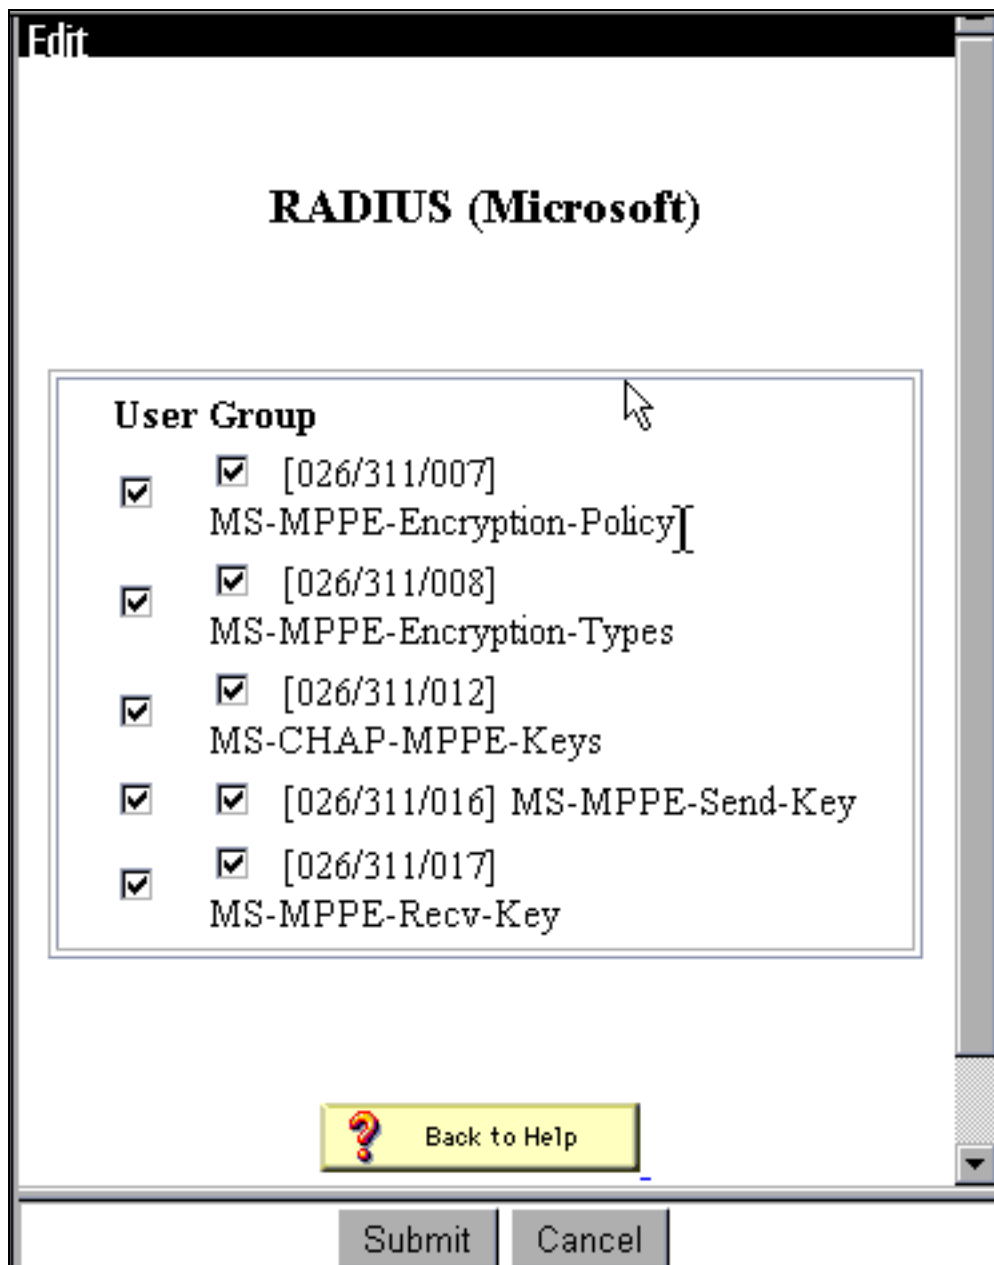 Edit
RADIUS (Microsoft)
User Group
[026/311/007]
MS-MPPE-Encryption-Policy
[026/311/008]
MS-MPPE-Encryption-Types
[026/311/012]
MS-CHAP-MPPE-Keys
[026/311/016] MS-MPPE-Send-Key
[026/311/017]
MS-MPPE-Recv-Key
Back to Help
Submit Cancel